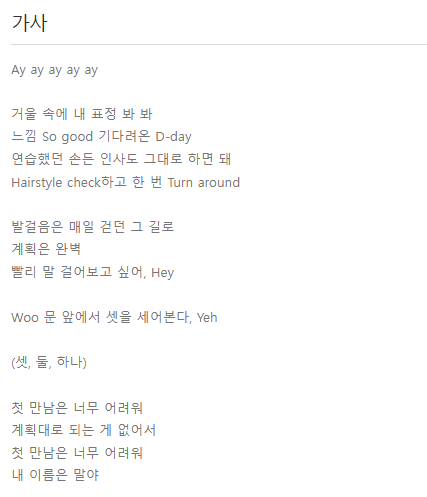 가사
Ay ay ay ay ay
거울 속에 내 표정 봐 봐
느낌 So good 기다려온 D-day
연습했던 손든 인사도 그대로 하면 돼
Hairstyle check하고 한 번 Turn around
발걸음은 매일 걷던 그 길로
계획은 완벽
빨리 말 걸어보고 싶어, Hey
Woo 문 앞에서 셋을 세어본다, Yeh
(셋, 둘, 하나)
첫 만남은 너무 어려워
계획대로 되는 게 없어서
첫 만남은 너무 어려워
내 이름은 말야